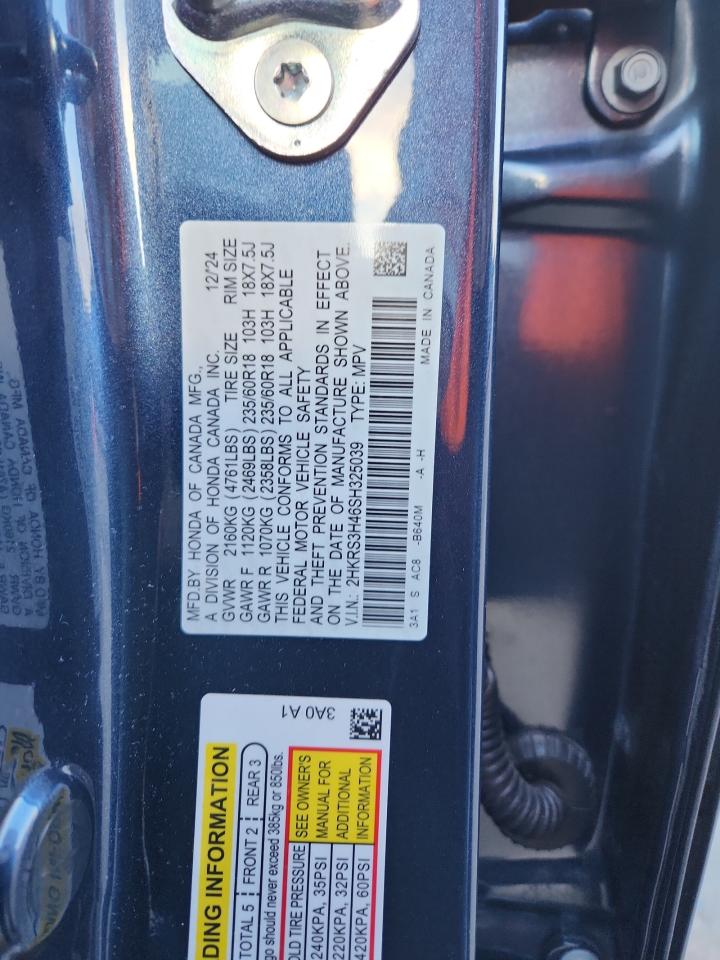 MFD.BY HONDA OF CANADA MFG.,
A DIVISION OF HONDA CANADA INC. 12/24
GVWR 2160KG (4761LBS) TIRE SIZE RIM SIZE
GAWR F 1120KG (2469LBS) 235/60R18 103H 18X7.5J
GAWR R 1070KG (2358LBS) 235/60R18 103H 18X7.5J
THIS VEHICLE CONFORMS TO ALL APPLICABLE
FEDERAL MOTOR VEHICLE SAFETY
AND THEFT PREVENTION STANDARDS IN EFFECT
ON THE DATE OF MANUFACTURE SHOWN ABOVE.
V.I.N.: 2HKRS3H46SH325039 TYPE: MPV
3A1 S AC8 -B640M -A -H MADE IN CANADA
3A0 A1
DING INFORMATION
TOTAL 5 FRONT 2 REAR 3
go should never exceed 385kg or 850lbs.
OLD TIRE PRESSURE SEE OWNER'S
240KPA, 35PSI MANUAL FOR
220KPA, 32PSI ADDITIONAL
420KPA, 60PSI INFORMATION